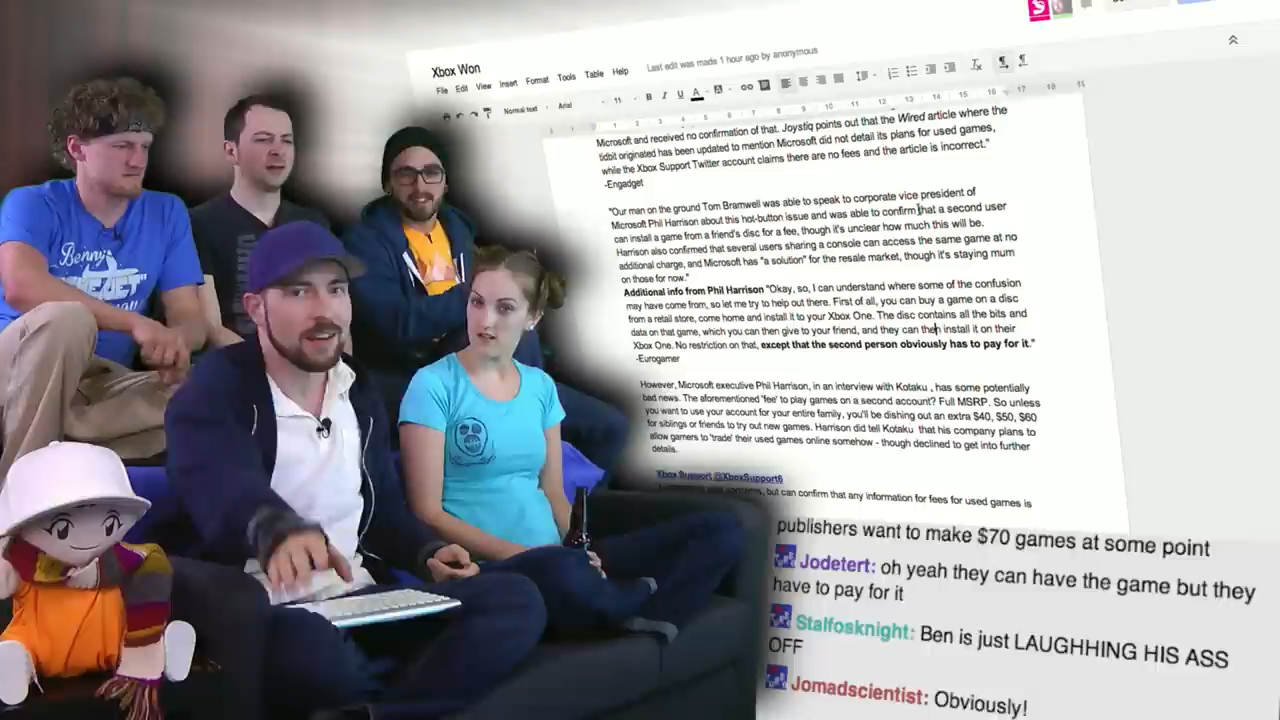 Xbox Won
Last edit was made 1 hour ago by anonymous
File Edit View Insert Format Tools Table Help
Normal text Arial 11 B I U A
Microsoft and received no confirmation of that. Joystiq points out that the Wired article where the
tidbit originated has been updated to mention Microsoft did not detail its plans for used games,
while the Xbox Support Twitter account claims there are no fees and the article is incorrect."
-Engadget
"Our man on the ground Tom Bramwell was able to speak to corporate vice president of
Microsoft Phil Harrison about this hot-button issue and was able to confirm that a second user
can install a game from a friend's disc for a fee, though it's unclear how much this will be.
Harrison also confirmed that several users sharing a console can access the same game at no
additional charge, and Microsoft has "a solution" for the resale market, though it's staying mum
on those for now."
Additional info from Phil Harrison "Okay, so, I can understand where some of the confusion
may have come from, so let me try to help out there. First of all, you can buy a game on a disc
from a retail store, come home and install it to your Xbox One. The disc contains all the bits and
data on that game, which you can then give to your friend, and they can then install it on their
Xbox One. No restriction on that, except that the second person obviously has to pay for it."
-Eurogamer
However, Microsoft executive Phil Harrison, in an interview with Kotaku , has some potentially
bad news. The aforementioned 'fee' to play games on a second account? Full MSRP. So unless
you want to use your account for your entire family, you'll be dishing out an extra $40, $50, $60
for siblings or friends to try out new games. Harrison did tell Kotaku that his company plans to
allow gamers to 'trade' their used games online somehow - though declined to get into further
details.
Xbox Support @XboxSupport6
but can confirm that any information for fees for used games is
publishers want to make $70 games at some point
Jodetert: oh yeah they can have the game but they
have to pay for it
Stalfosknight: Ben is just LAUGHHING HIS ASS
OFF
Jomadscientist: Obviously!
Benny's